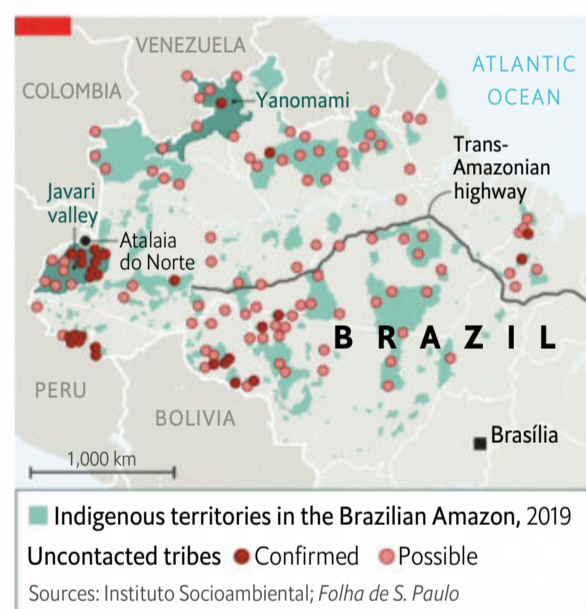 VENEZUELA
COLOMBIA
ATLANTIC
OCEAN
Yanomami
Trans-
Amazonian
highway
Javari
valley
Atalaia
do Norte
BRAZIL
PERU
BOLIVIA
Brasília
1,000 km
Indigenous territories in the Brazilian Amazon, 2019
Uncontacted tribes Confirmed Possible
Sources: Instituto Socioambiental; Folha de S. Paulo